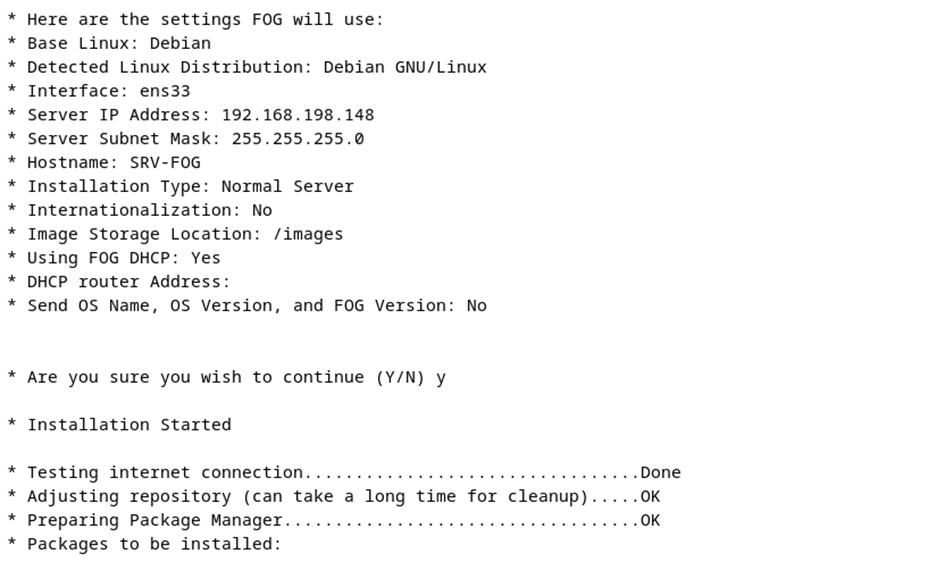 * Here are the settings FOG will use:
* Base Linux: Debian
* Detected Linux Distribution: Debian GNU/Linux
* Interface: ens33
* Server IP Address: 192.168.198.148
* Server Subnet Mask: 255.255.255.0
* Hostname: SRV-FOG
* Installation Type: Normal Server
* Internationalization: No
* Image Storage Location: /images
* Using FOG DHCP: Yes
* DHCP router Address:
* Send OS Name, OS Version, and FOG Version: No
* Are you sure you wish to continue (Y/N) y
* Installation Started
* Testing internet connection.................................Done
* Adjusting repository (can take a long time for cleanup).....OK
* Preparing Package Manager...................................OK
* Packages to be installed: